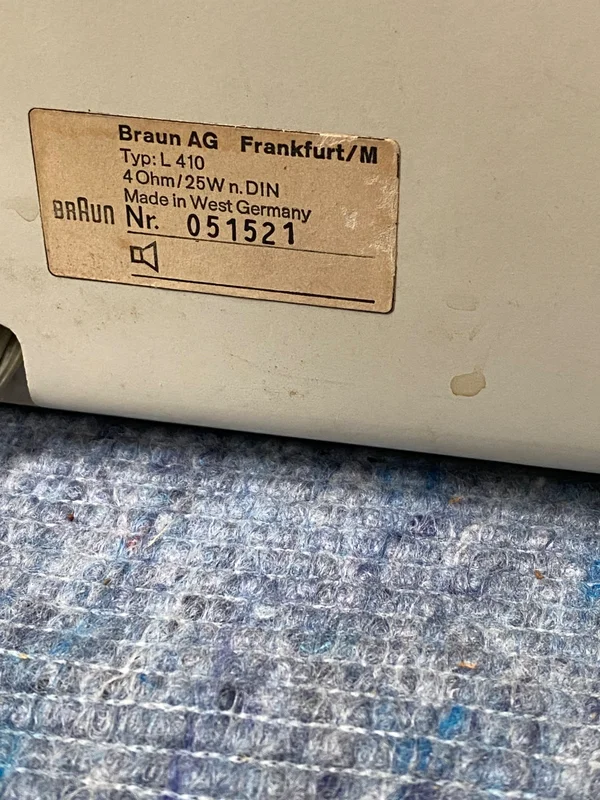 Braun AG Frankfurt/M
Typ: L 410
4 Ohm/25W n. DIN
Made in West Germany
BRAUN Nr. 051521